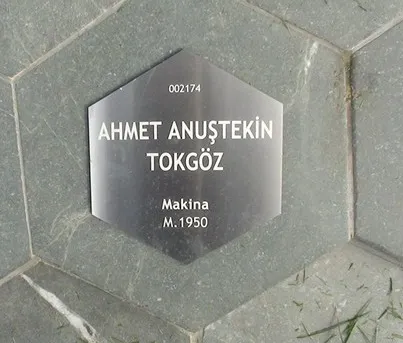 002174
AHMET ANUŞTEKİN
TOKGÖZ
Makina
M.1950